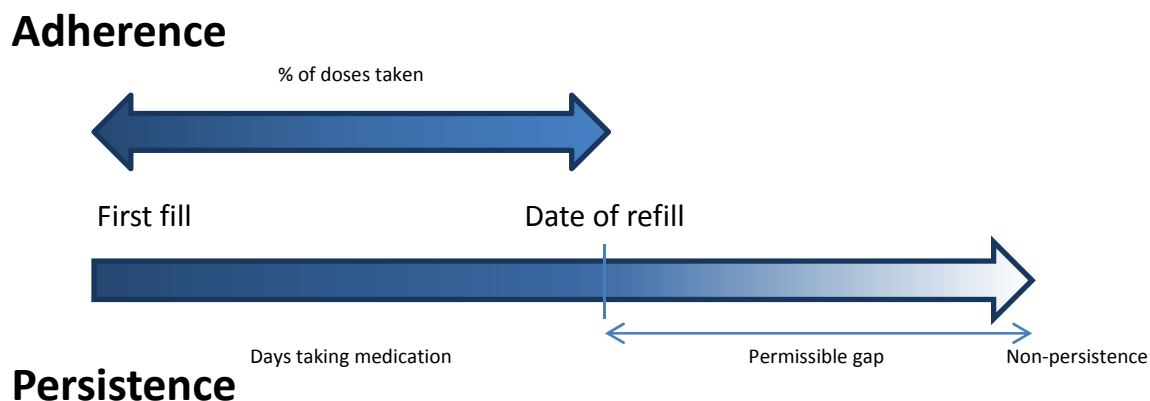 Adherence
% of doses taken
First fill
Date of refill
Days taking medication
Permissible gap
Non-persistence
Persistence